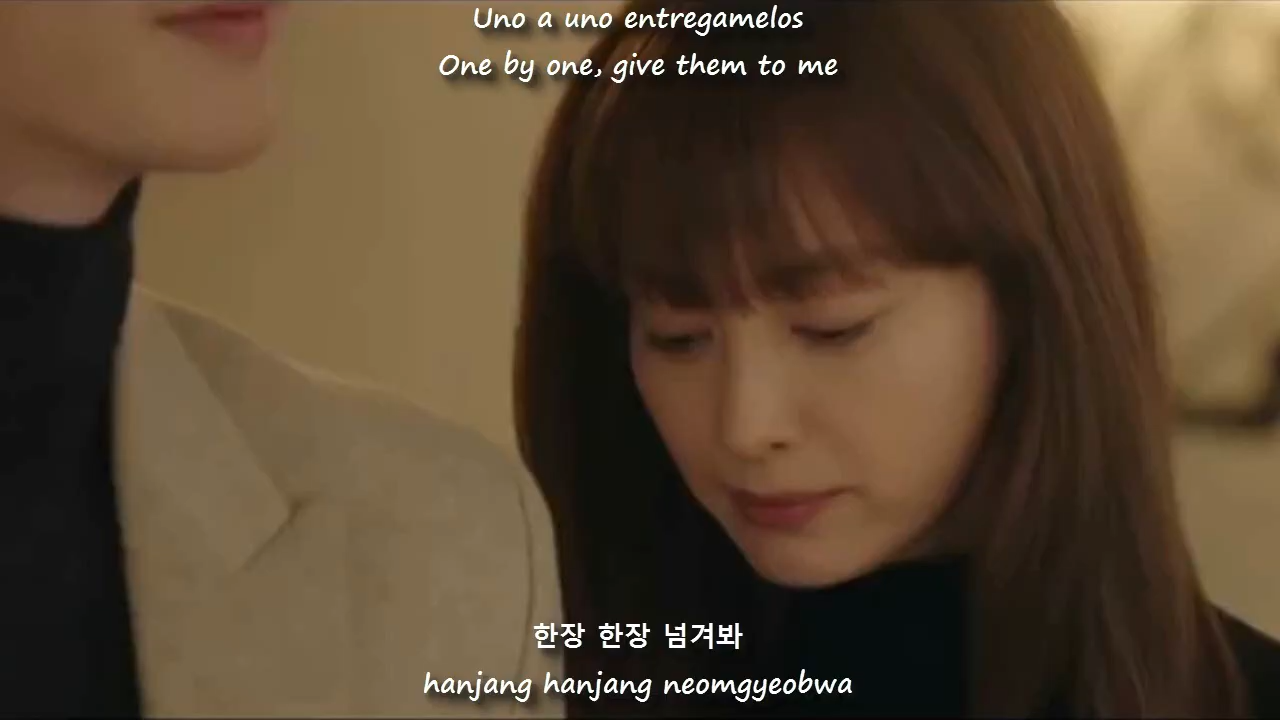 Uno a uno entregamelos
One by one, give them to me
한장 한장 넘겨봐
hanjang hanjang neomgyeobwa